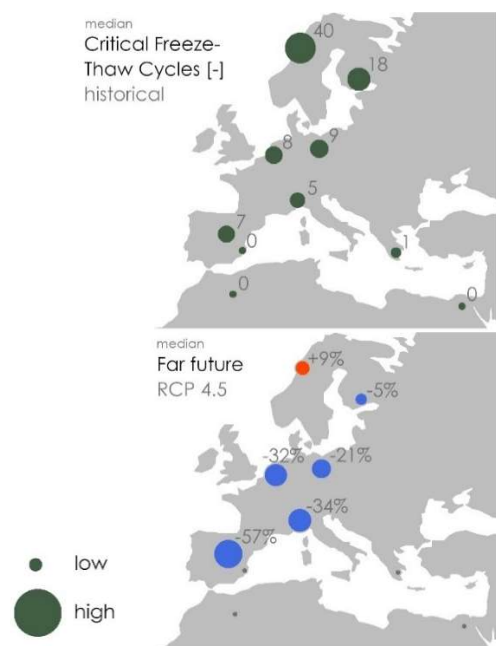 median
Critical Freeze-
Thaw Cycles [-]
historical
40
18
8
9
5
7
0
1
0
0
median
Far future
RCP 4.5
+9%
-5%
-32%
-21%
-34%
-57%
low
high